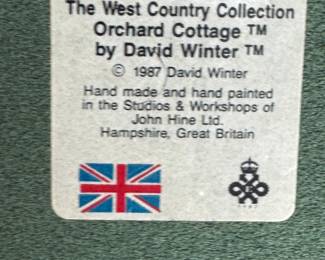 The West Country Collection
Orchard Cottage ™
by David Winter ™
© 1987 David Winter
Hand made and hand painted
in the Studios & Workshops of
John Hine Ltd.
Hampshire, Great Britain